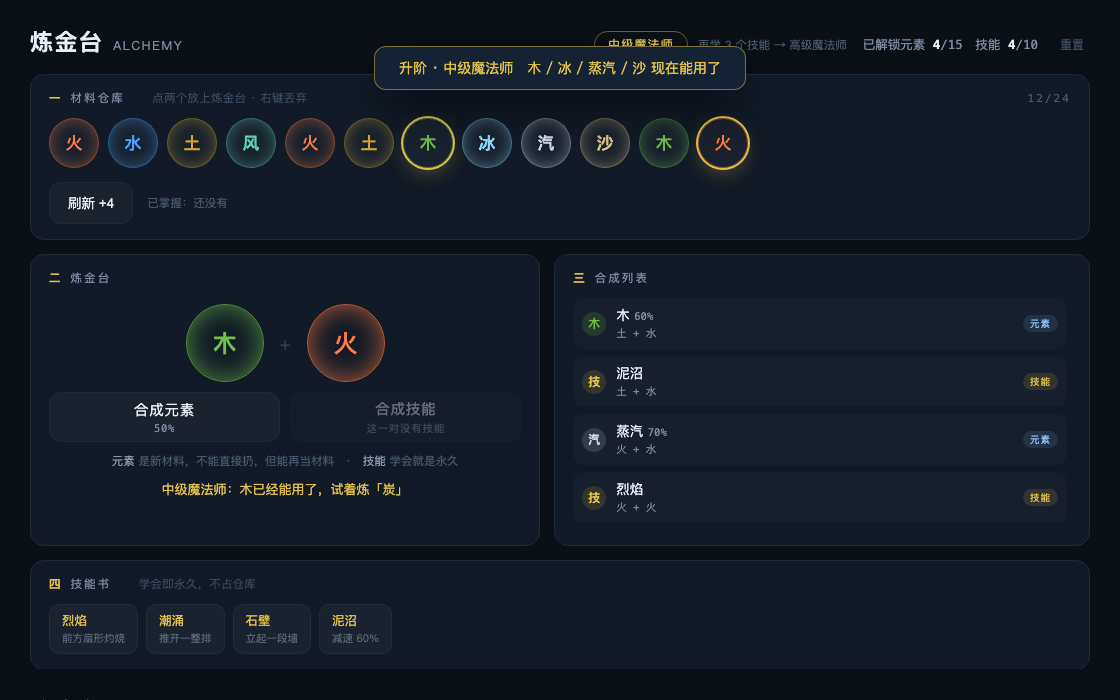 炼金台 ALCHEMY
中级魔法师 再学 3 个技能 → 高级魔法师 已解锁元素 4/15 技能 4/10 重置
升阶 · 中级魔法师 木 / 冰 / 蒸汽 / 沙 现在能用了
一 材料仓库 点两个放上炼金台 · 右键丢弃 12/24
火 水 土 风 火 土 木 冰 汽 沙 木 火
刷新 +4 已掌握: 还没有
二 炼金台
木 + 火
合成元素
50%
合成技能
这一对没有技能
元素 是新材料, 不能直接扔, 但能再当材料 · 技能 学会就是永久
中级魔法师: 木已经能用了, 试着炼「炭」
三 合成列表
木 木 60% 元素
土 + 水
技 泥沼 技能
土 + 水
汽 蒸汽 70% 元素
火 + 水
技 烈焰 技能
火 + 火
四 技能书 学会即永久, 不占仓库
烈焰
前方扇形灼烧
潮涌
推开一整排
石壁
立起一段墙
泥沼
减速 60%